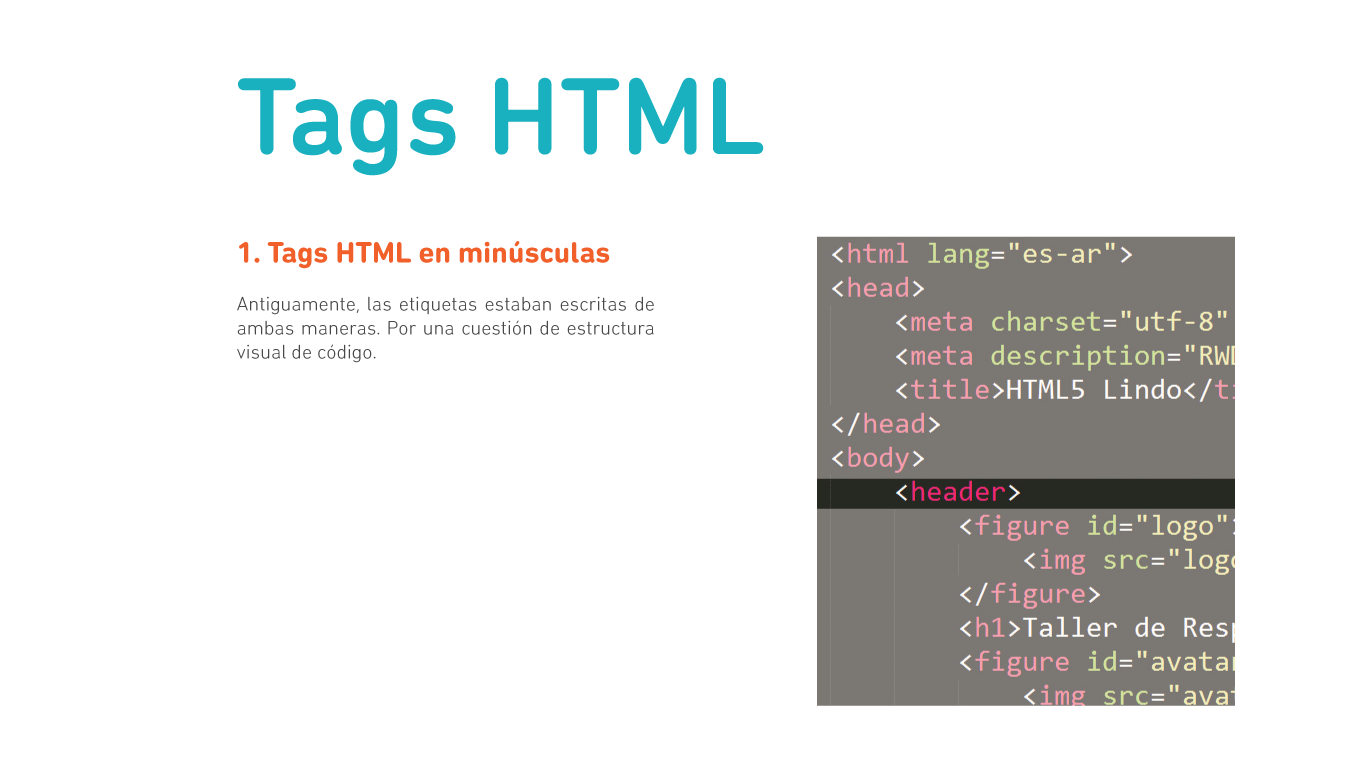 Tags HTML
1. Tags HTML en minúsculas
Antiguamente, las etiquetas estaban escritas de
ambas maneras. Por una cuestión de estructura
visual de código.
<html lang="es-ar">
<head>
<meta charset="utf-8"
<meta description="RW
<title>HTML5 Lindo</ti
</head>
<body>
<header>
<figure id="logo">
<img src="logo
</figure>
<h1>Taller de Resp
<figure id="avatar
<img src="avat